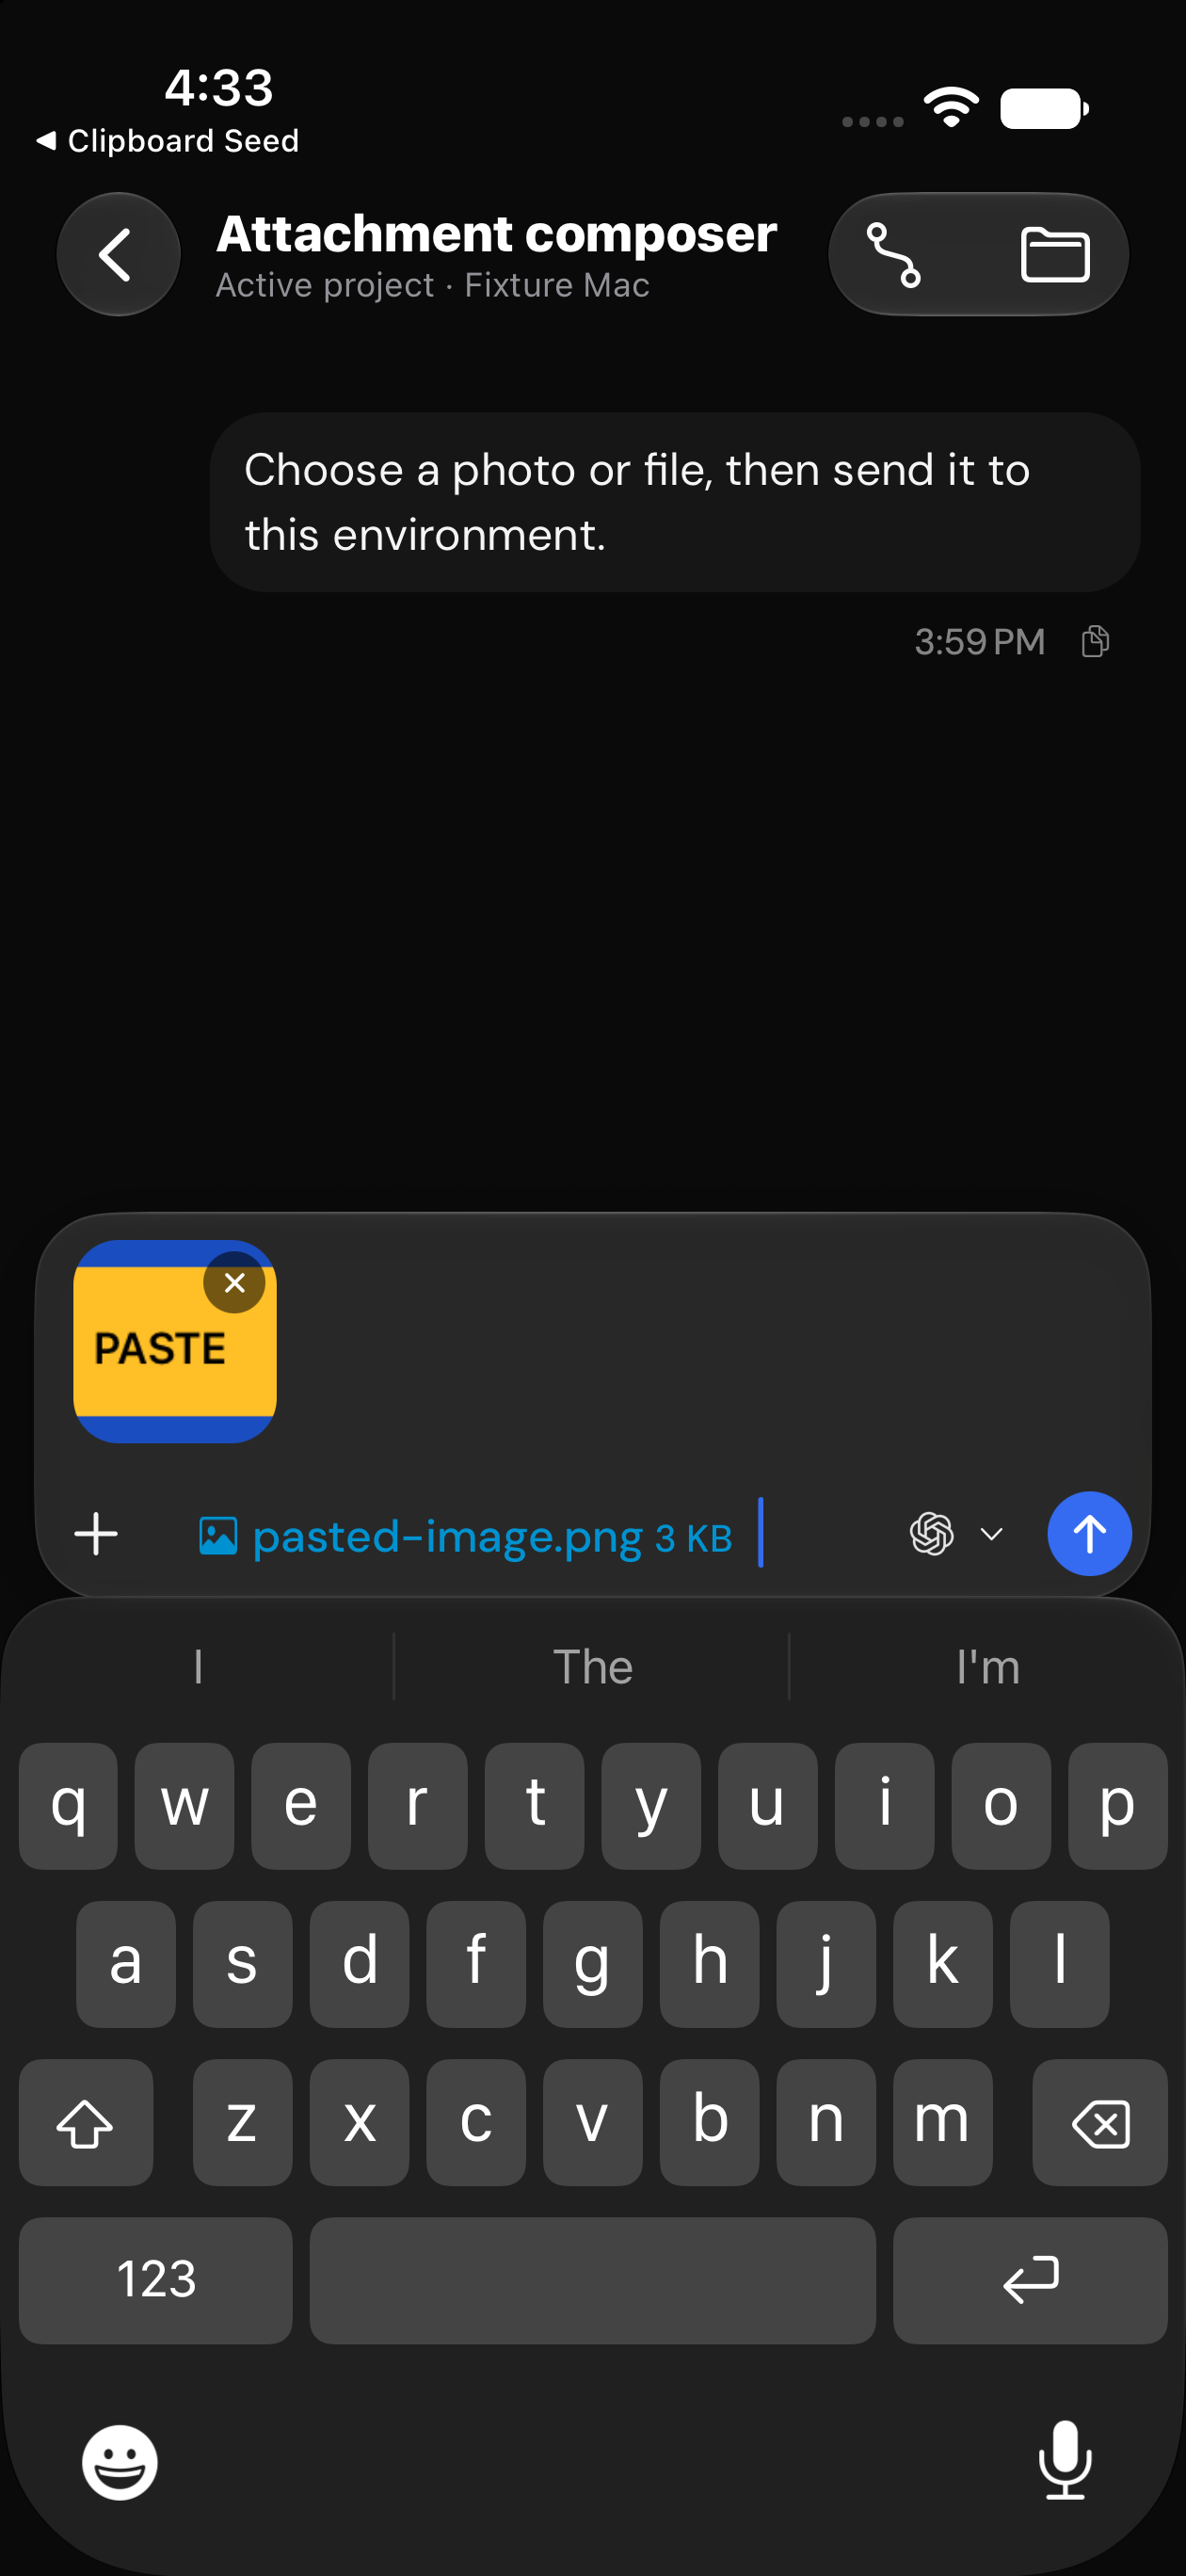 4:33
Clipboard Seed
Attachment composer
Active project · Fixture Mac
Choose a photo or file, then send it to
this environment.
3:59 PM
PASTE
pasted-image.png 3 KB
I The I'm
q w e r t y u i o p
a s d f g h j k l
z x c v b n m
123